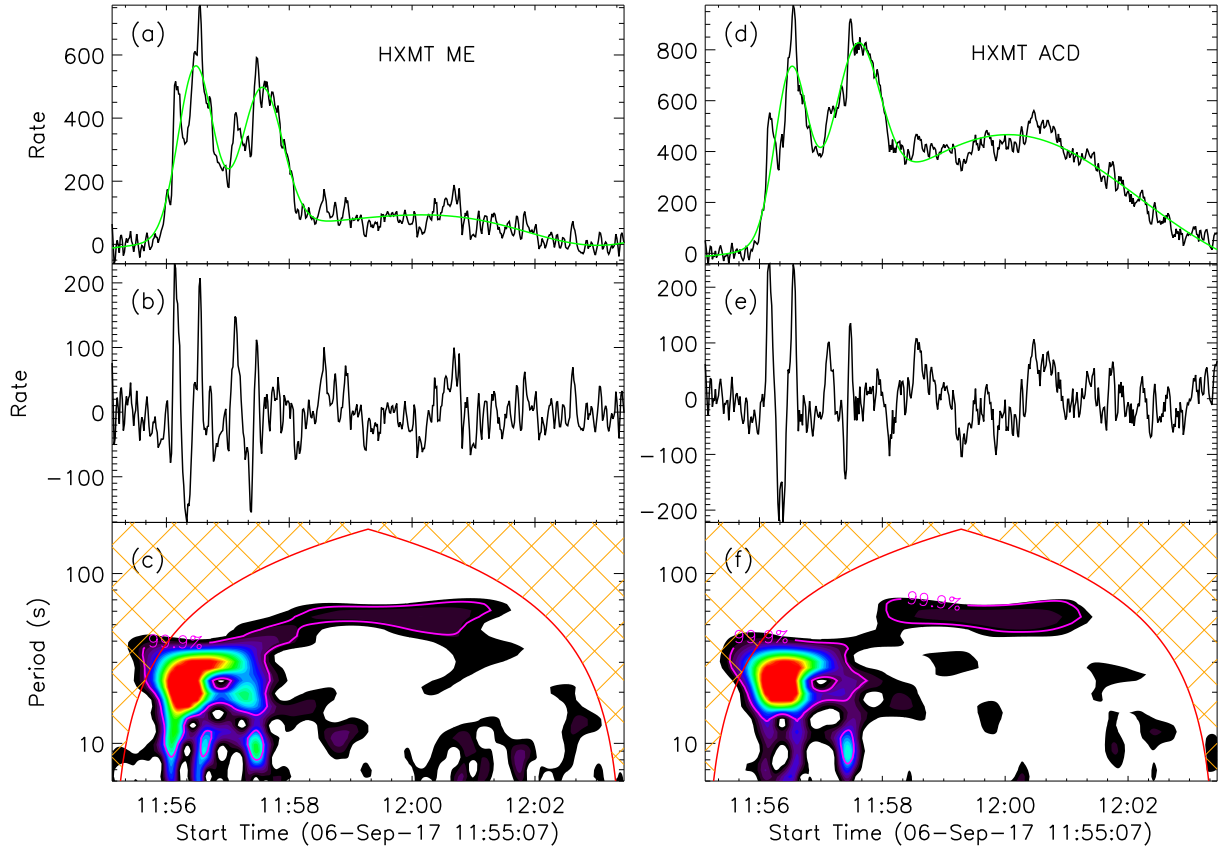 (a)
HXMT ME
600
400
200
0
Rate
(d)
HXMT ACD
800
600
400
200
0
(b)
200
100
0
−100
Rate
(e)
200
100
0
−100
−200
(c)
100
10
Period (s)
99.9%
11:56
11:58
12:00
12:02
Start Time (06−Sep−17 11:55:07)
(f)
100
10
99.9%
99.9%
11:56
11:58
12:00
12:02
Start Time (06−Sep−17 11:55:07)